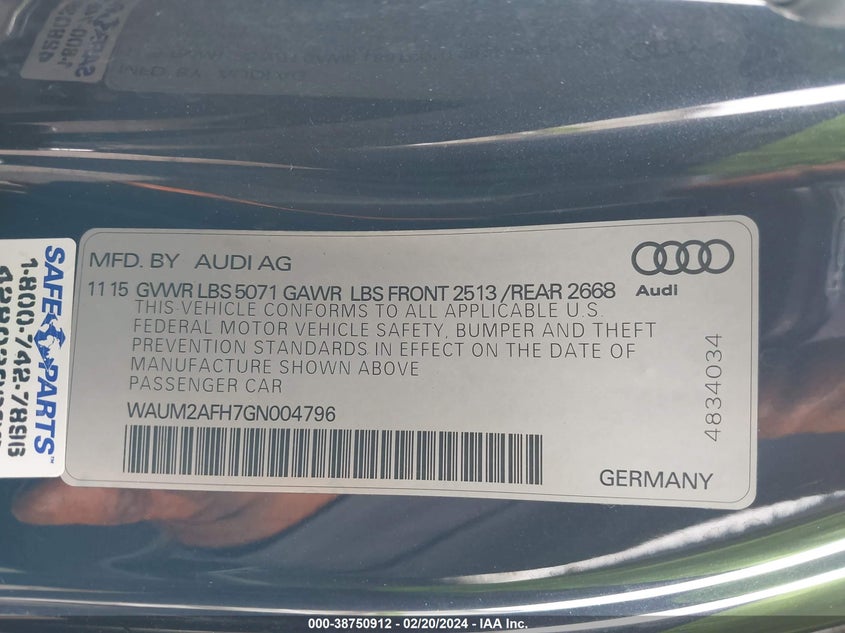 MFD. BY AUDI AG
11 15 GVWR LBS 5071 GAWR LBS FRONT 2513 /REAR 2668
THIS-VEHICLE CONFORMS TO ALL APPLICABLE U.S.
FEDERAL MOTOR VEHICLE SAFETY, BUMPER AND THEFT
PREVENTION STANDARDS IN EFFECT ON THE DATE OF
MANUFACTURE SHOWN ABOVE
PASSENGER CAR
WAUM2AFH7GN004796
GERMANY
Audi
4834034
SAFE PARTS
1-800-742-7896
000-38750912 - 02/20/2024 - IAA Inc.